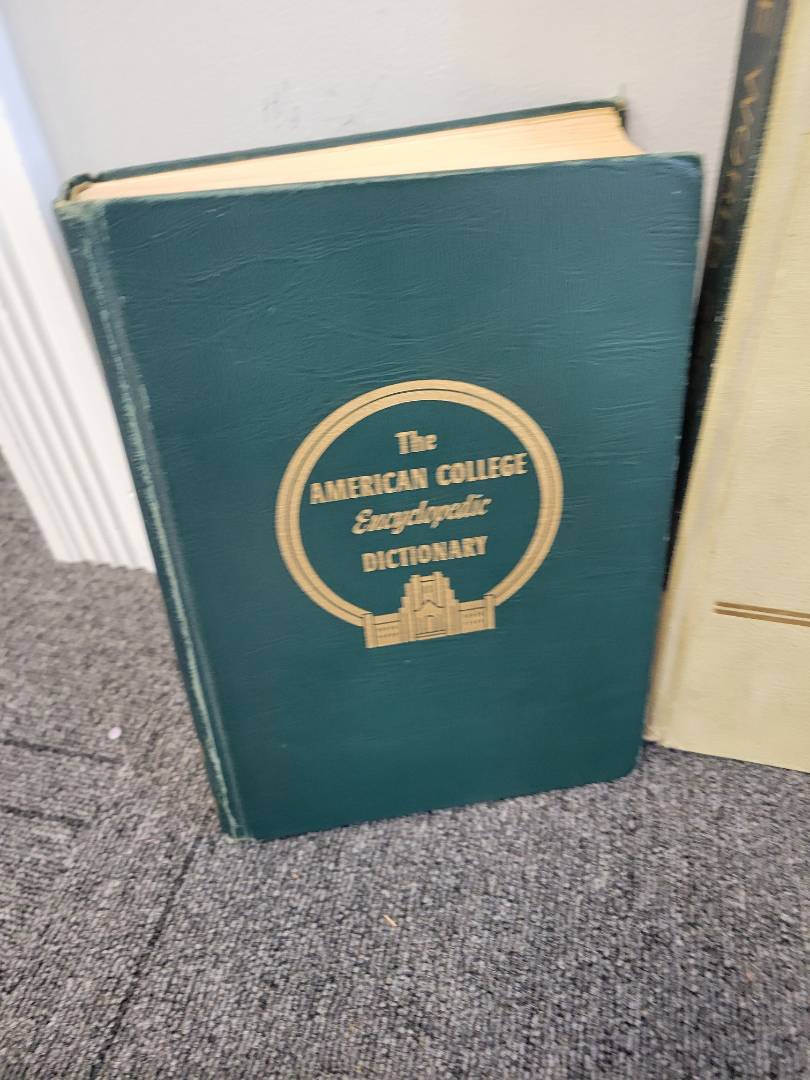 The
AMERICAN COLLEGE
Encyclopedic
DICTIONARY